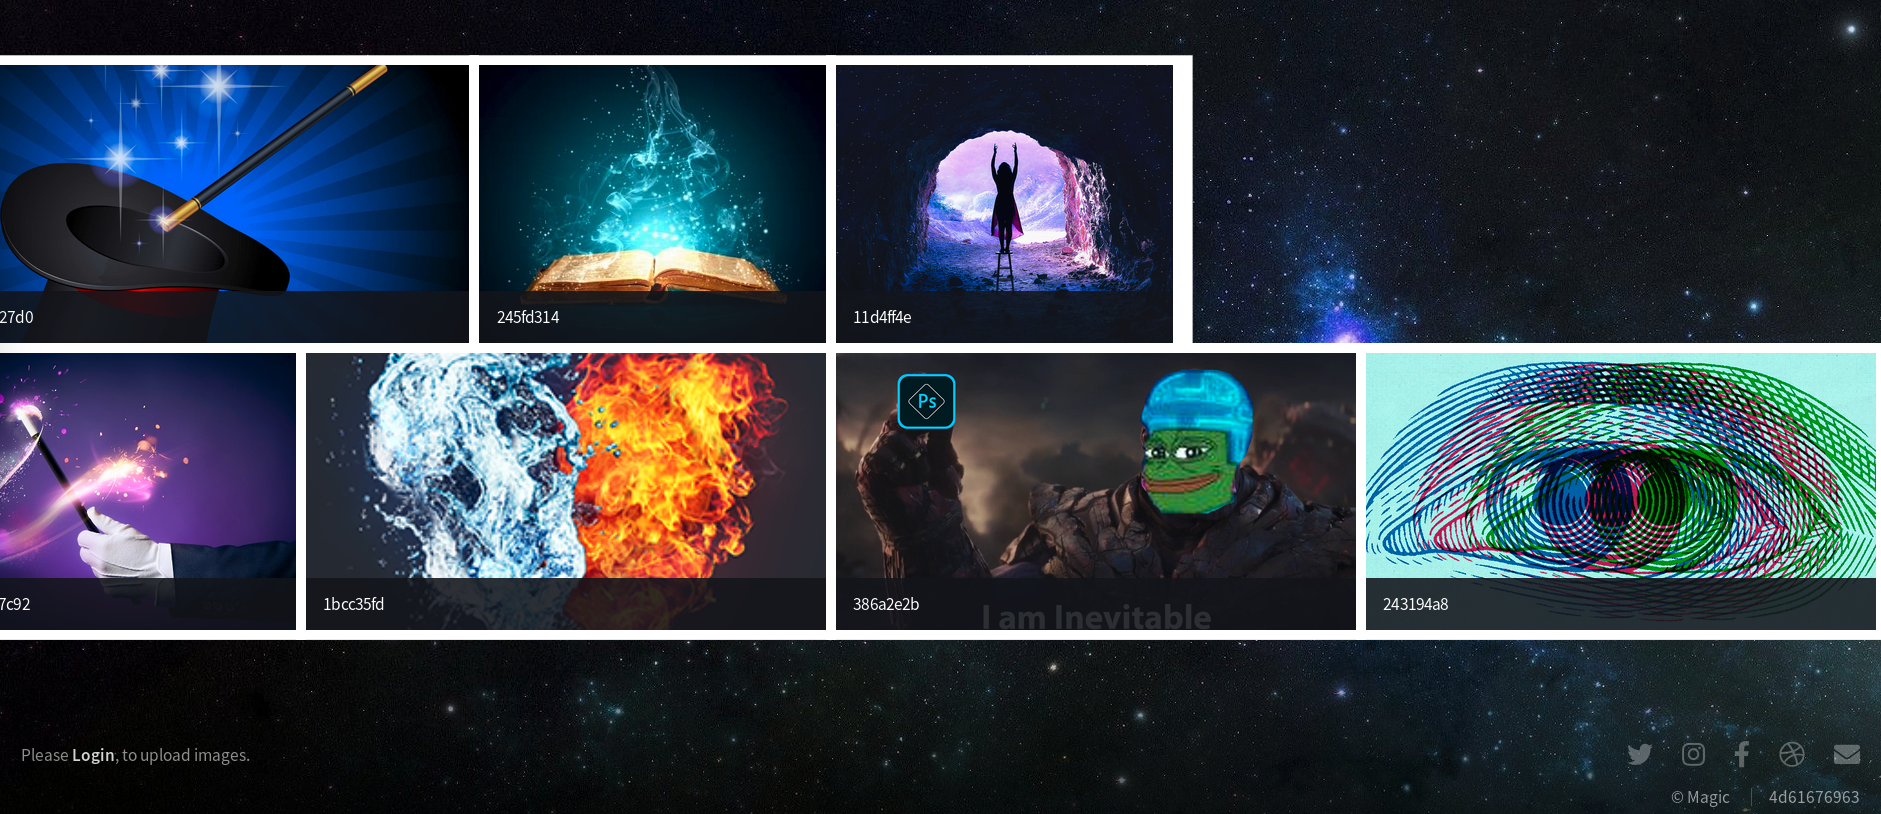 27d0
245fd314
11d4ff4e
Ps
7c92
1bcc35fd
386a2e2b
I am Inevitable
243194a8
Please Login, to upload images.
© Magic
4d61676963